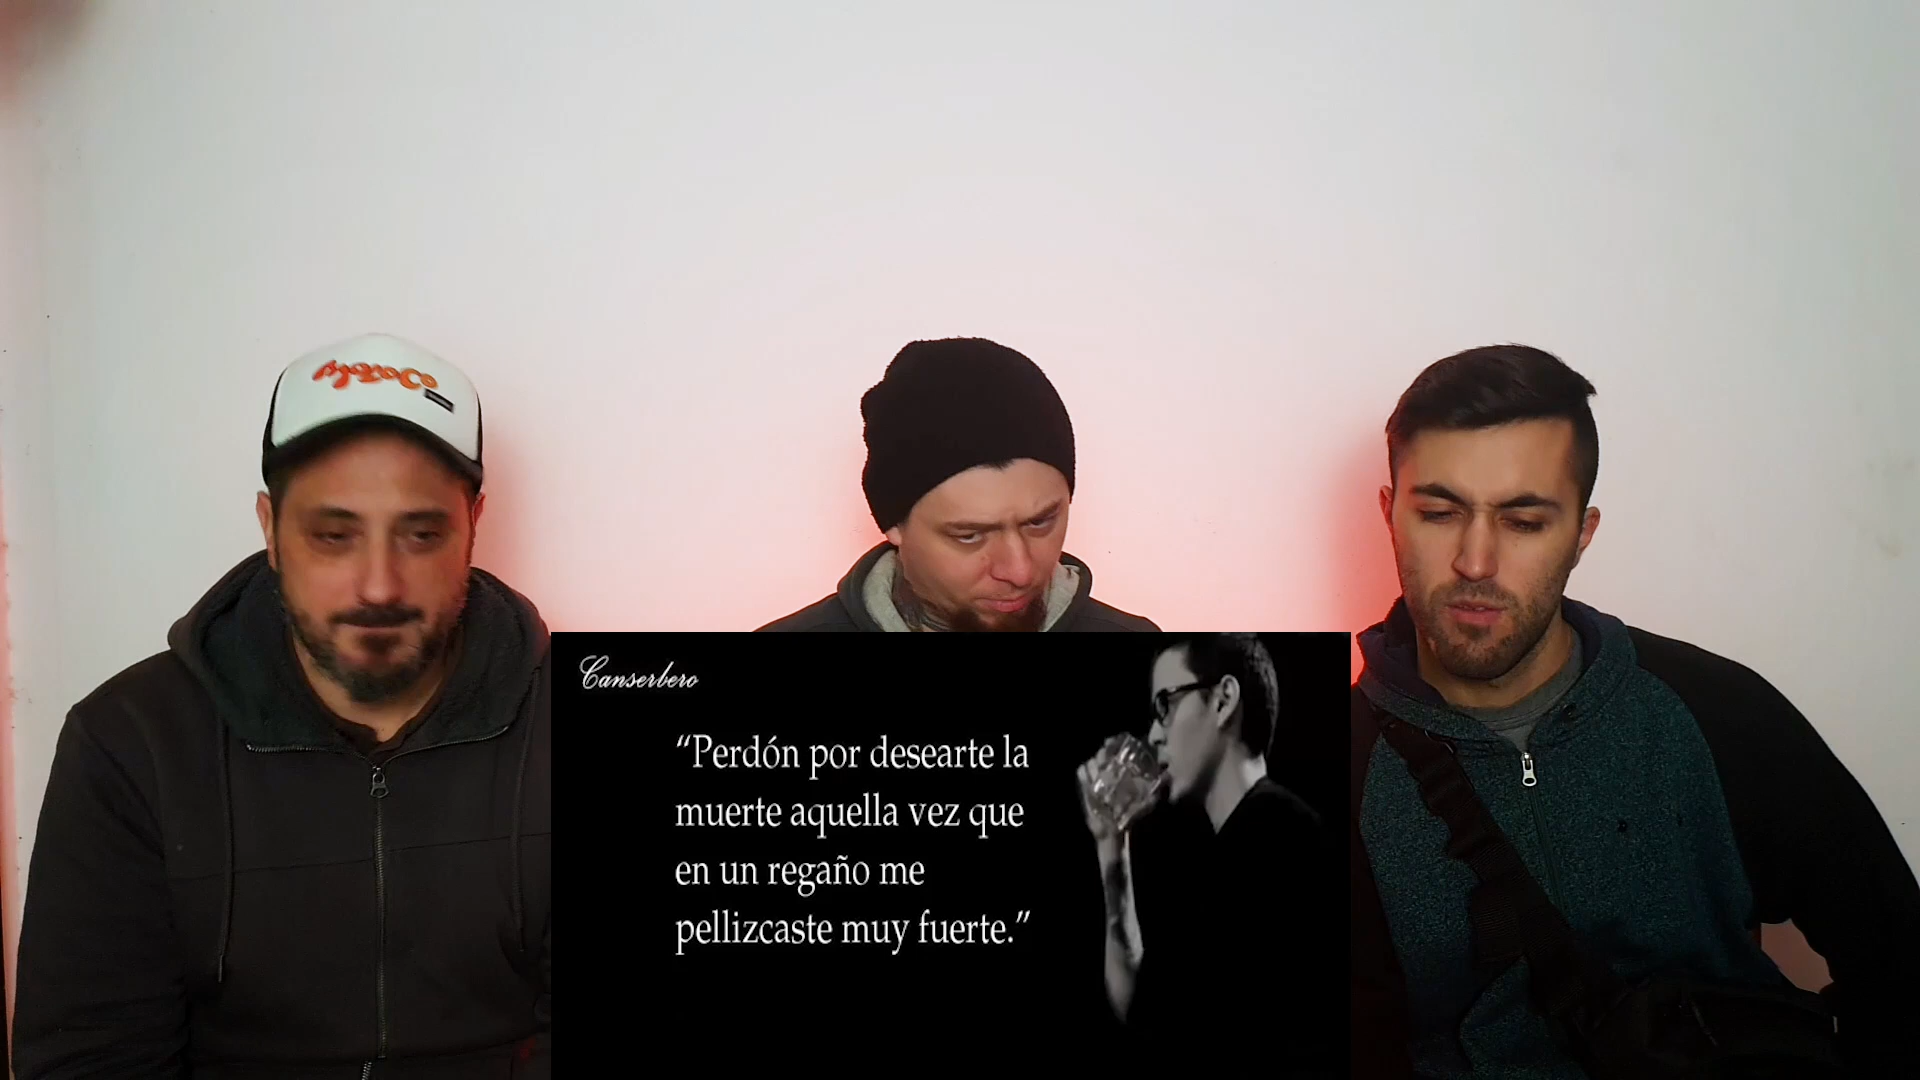 Canserbero
“Perdón por desearte la
muerte aquella vez que
en un regaño me
pellizcaste muy fuerte.”